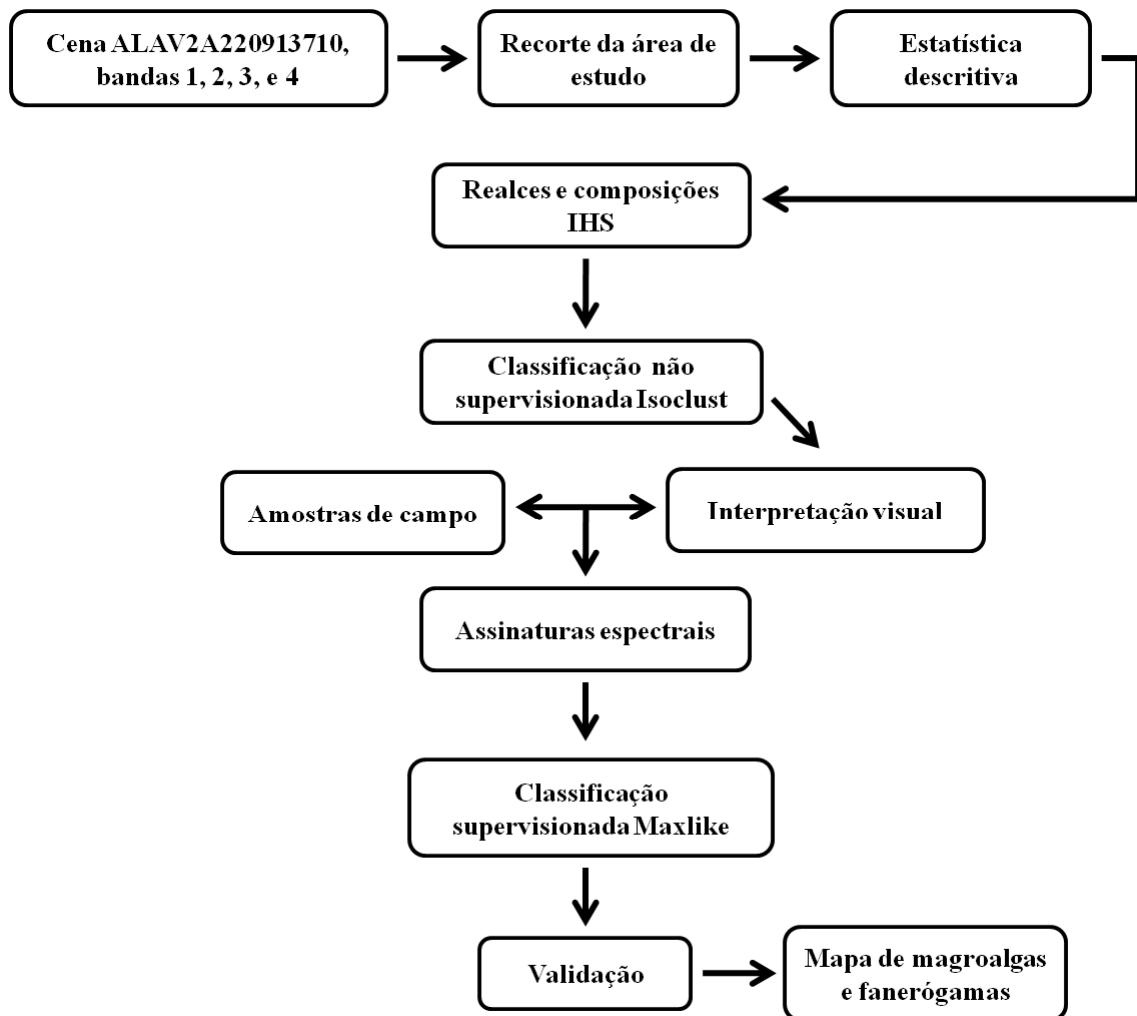 Cena ALAV2A220913710,
bandas 1, 2, 3, e 4
Recorte da área de
estudo
Estatística
descritiva
Realces e composições
IHS
Classificação não
supervisionada Isoclust
Amostras de campo
Interpretação visual
Assinaturas espectrais
Classificação
supervisionada Maxlike
Validação
Mapa de magroalgas
e fanerógamas